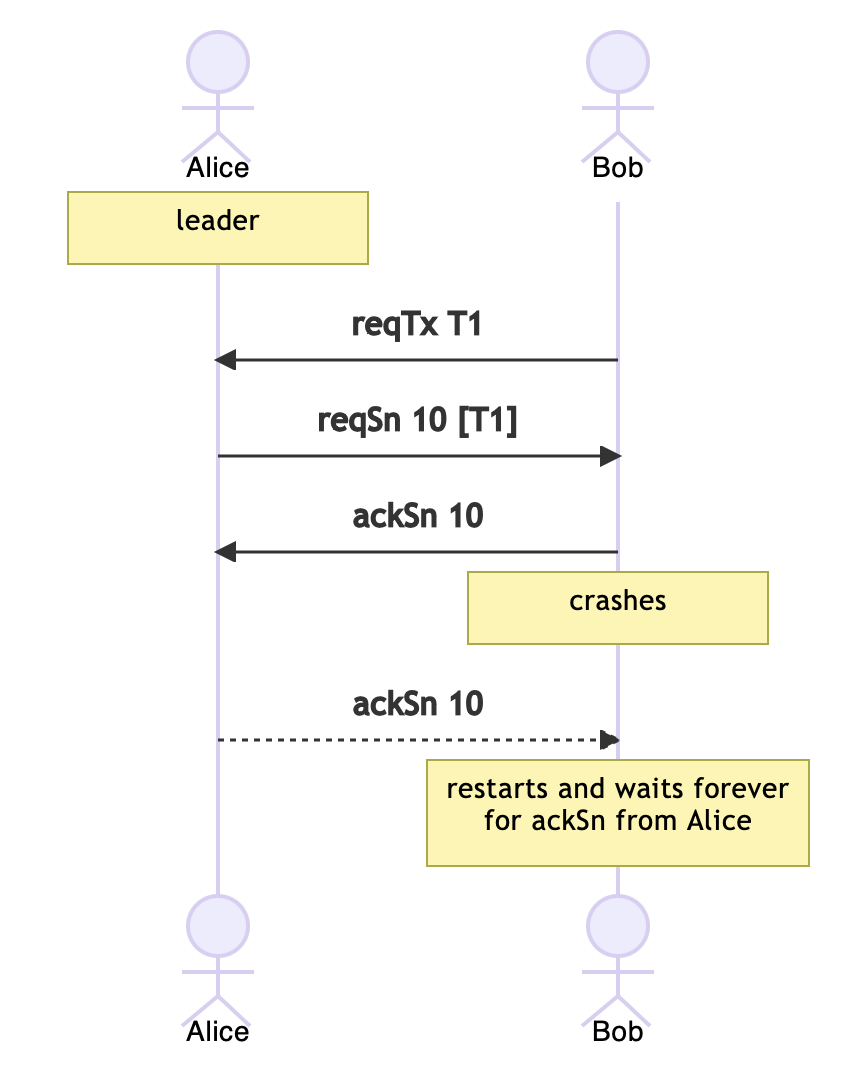 Alice
Bob
leader
reqTx T1
reqSn 10 [T1]
ackSn 10
crashes
ackSn 10
restarts and waits forever
for ackSn from Alice
Alice
Bob